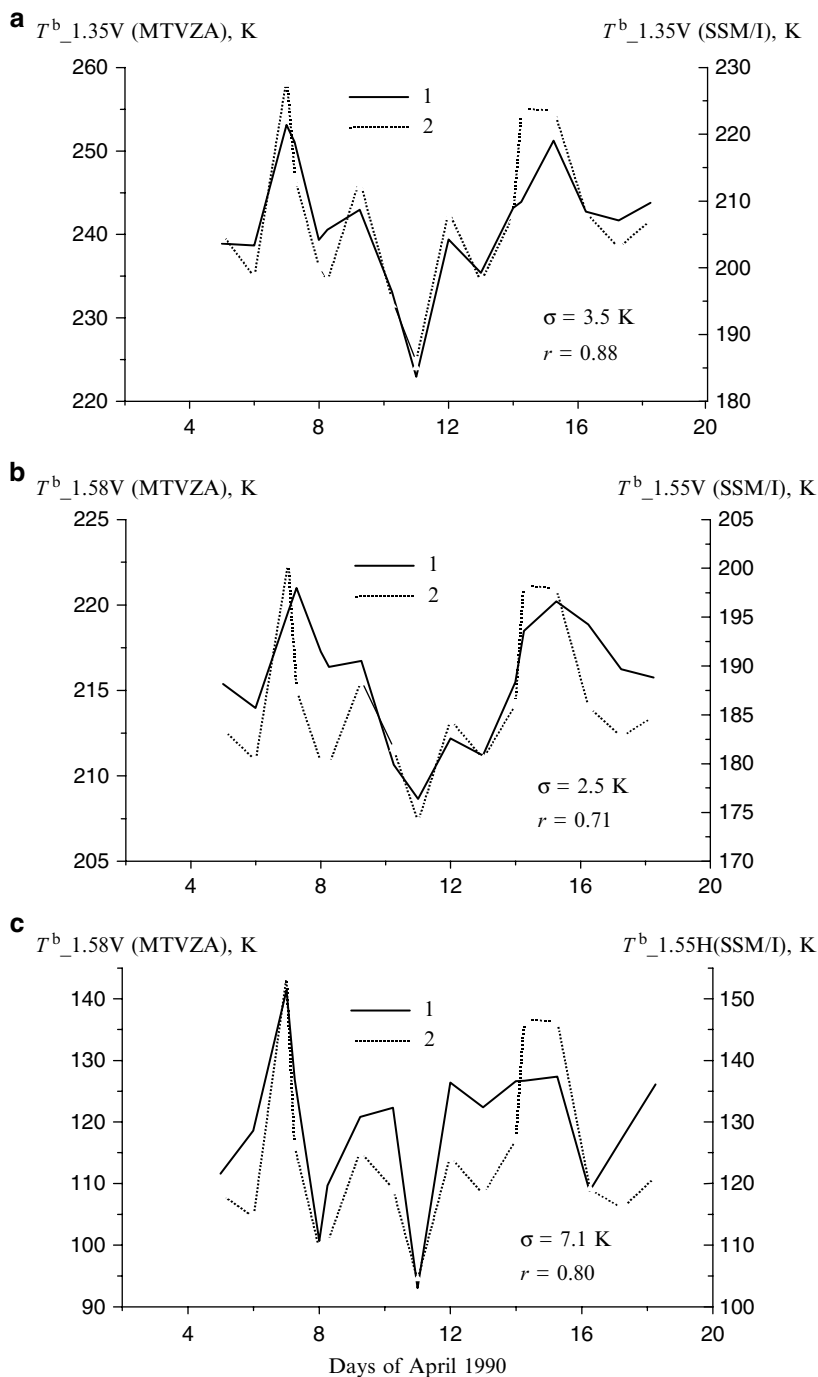 a
T^b_1.35V (MTVZA), K T^b_1.35V (SSM/I), K
260 230
1
2
250 220
240 210
200
230 190
σ = 3.5 K
r = 0.88
220 180
4 8 12 16 20
b
T^b_1.58V (MTVZA), K T^b_1.55V (SSM/I), K
225 205
1
2
200
220 195
190
215 185
210 180
175
σ = 2.5 K
r = 0.71
205 170
4 8 12 16 20
c
T^b_1.58V (MTVZA), K T^b_1.55H(SSM/I), K
1
2
140 150
130 140
120 130
110 120
100 110
σ = 7.1 K
r = 0.80
90 100
4 8 12 16 20
Days of April 1990